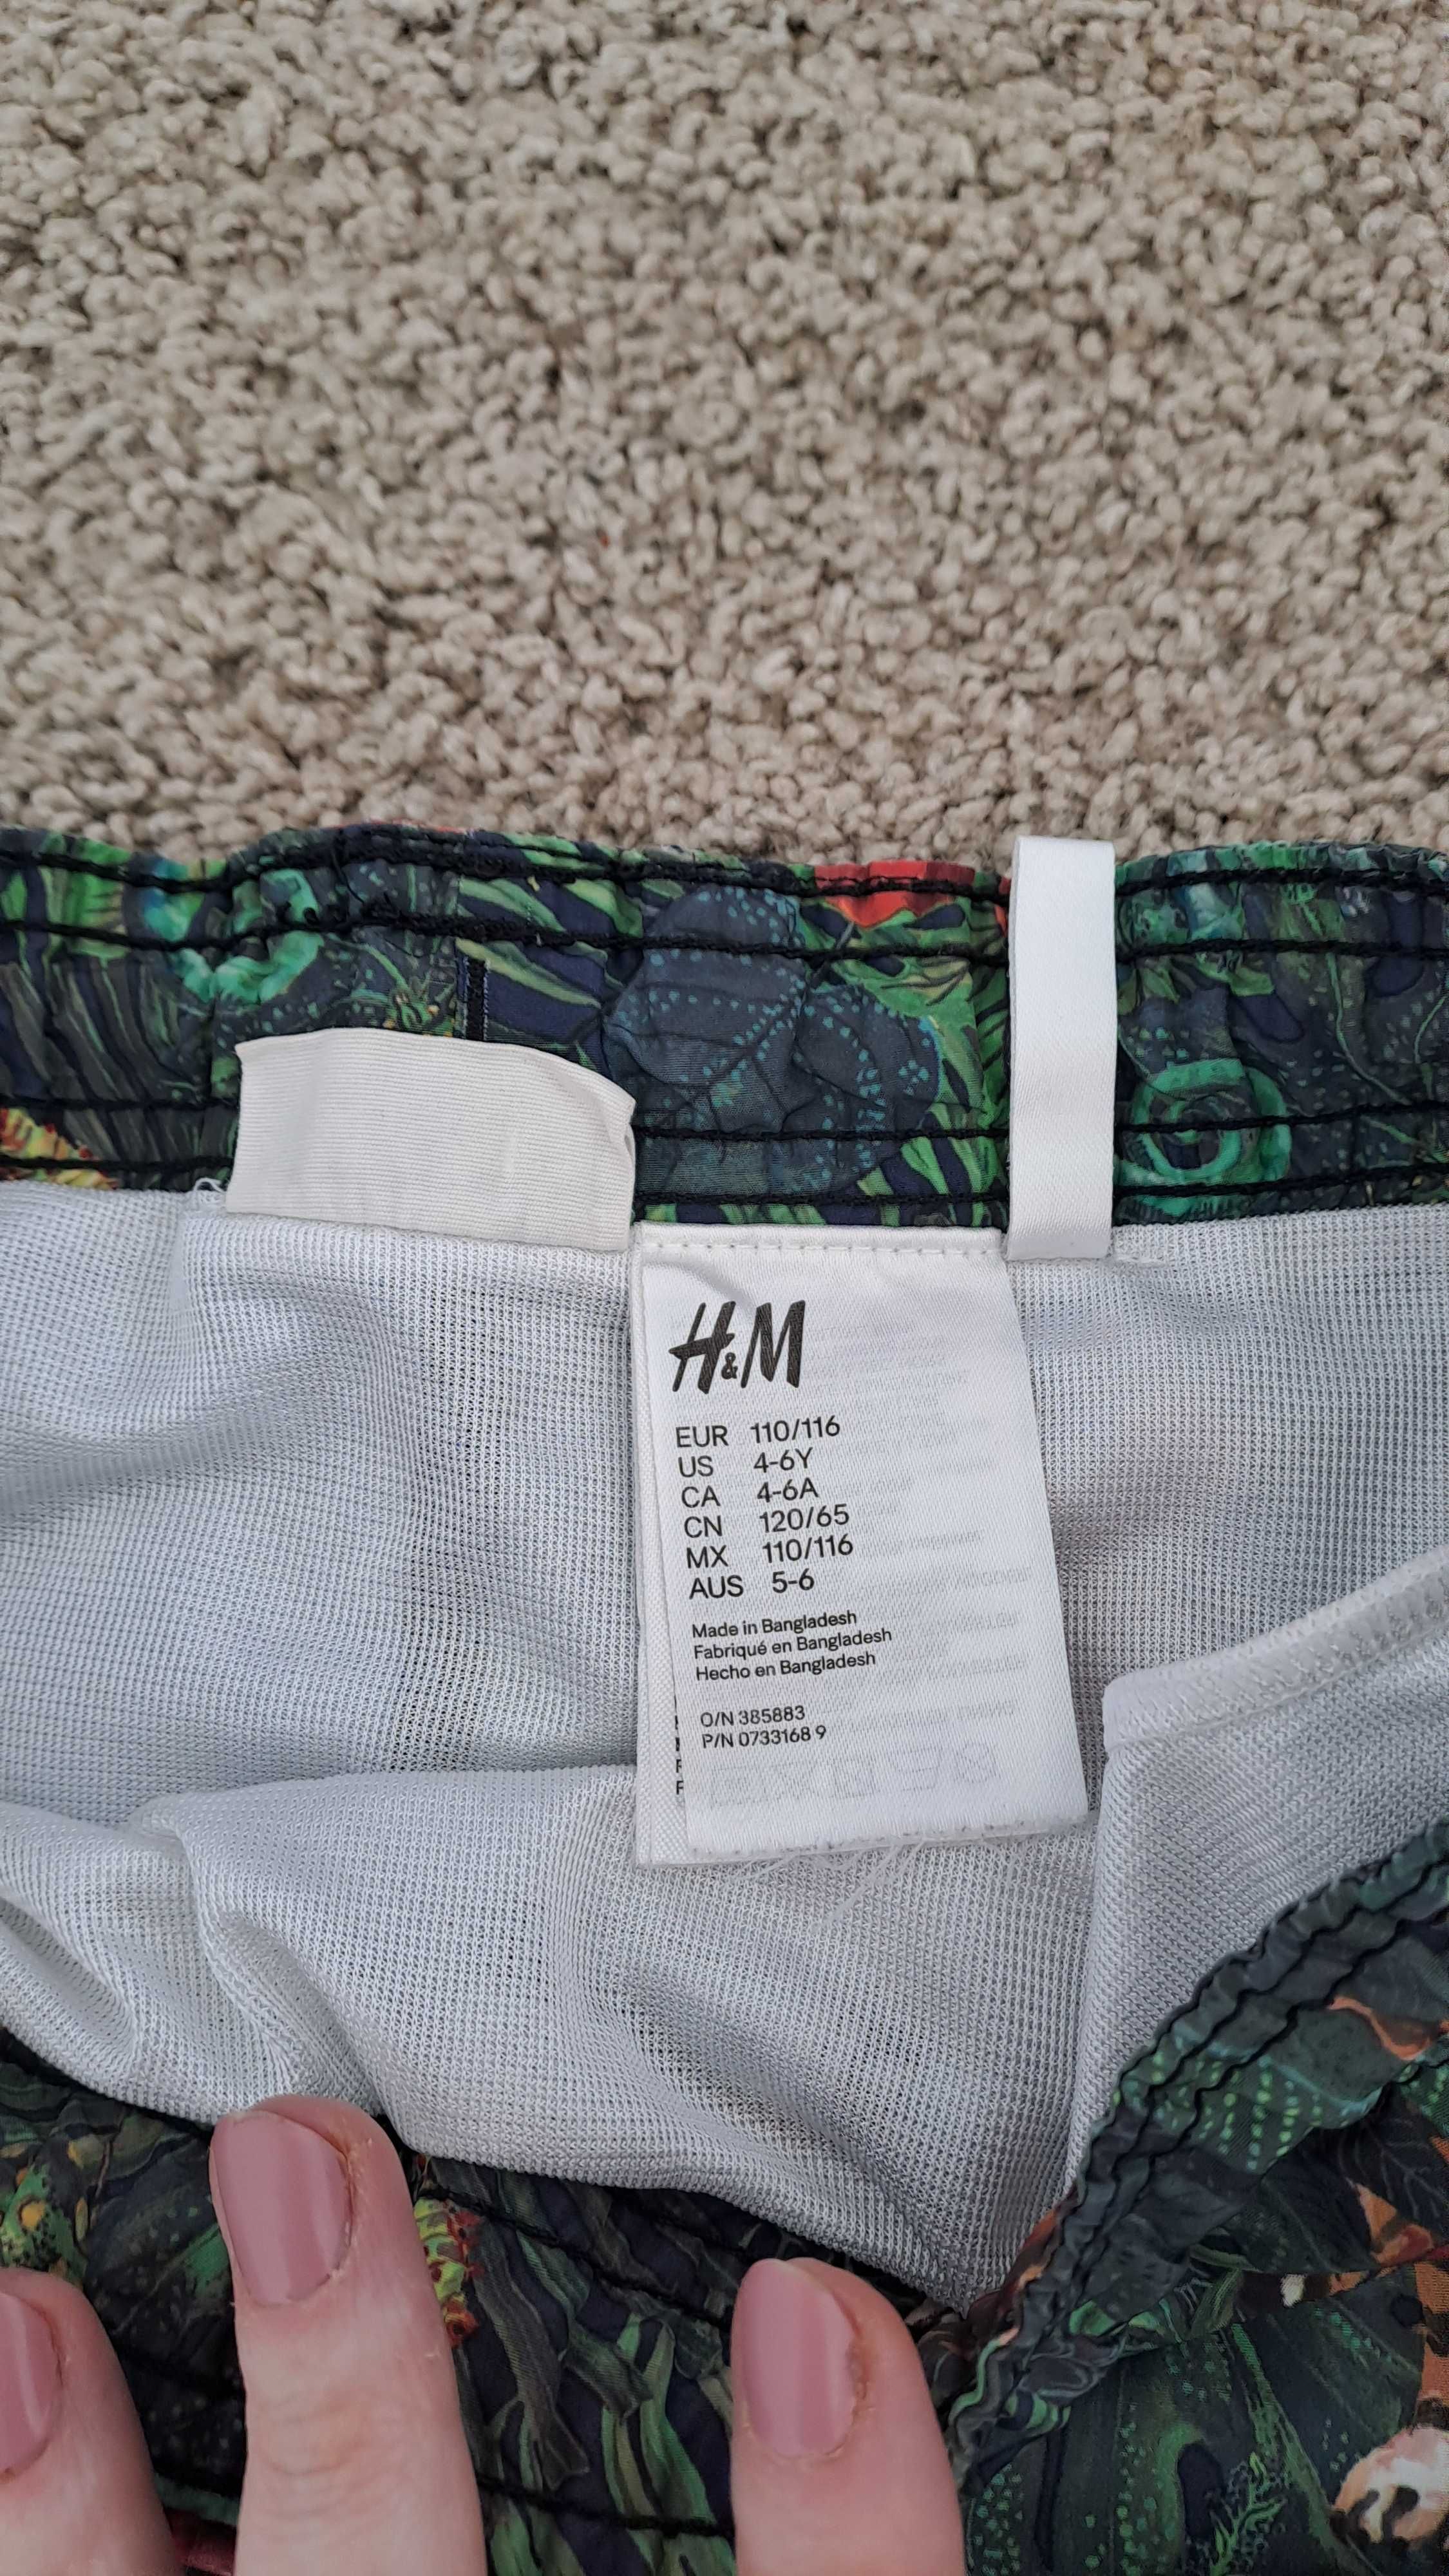 H&M
EUR 110/116
US 4-6Y
CA 4-6A
CN 120/65
MX 110/116
AUS 5-6
Made in Bangladesh
Fabriqué en Bangladesh
Hecho en Bangladesh
O/N 385883
P/N 0733168 9